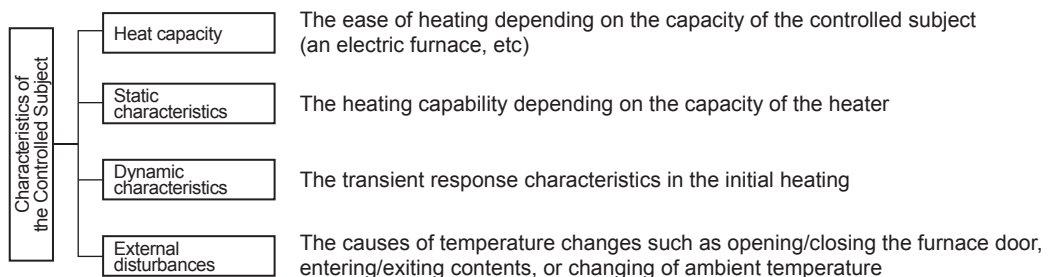 Characteristics of
the Controlled Subject
Heat capacity
The ease of heating depending on the capacity of the controlled subject
(an electric furnace, etc)
Static
characteristics
The heating capability depending on the capacity of the heater
Dynamic
characteristics
The transient response characteristics in the initial heating
External
disturbances
The causes of temperature changes such as opening/closing the furnace door,
entering/exiting contents, or changing of ambient temperature